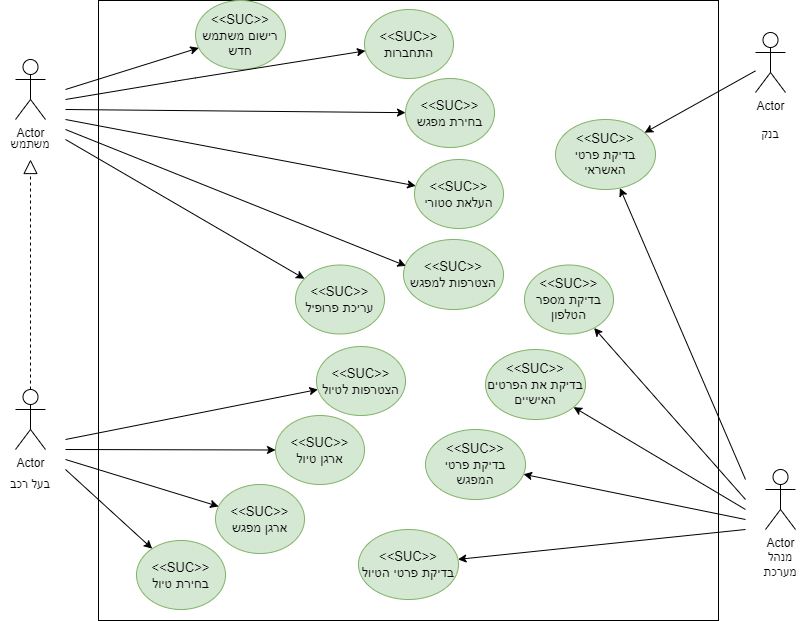 <<SUC>>
רישום משתמש
חדש
<<SUC>>
התחברות
<<SUC>>
בחירת מפגש
<<SUC>>
העלאת סטורי
<<SUC>>
הצטרפות למפגש
<<SUC>>
עריכת פרופיל
Actor
משתמש
Actor
בנק
<<SUC>>
בדיקת פרטי
האשראי
<<SUC>>
בדיקת מספר
הטלפון
<<SUC>>
הצטרפות לטיול
<<SUC>>
בדיקת את הפרטים
האישיים
<<SUC>>
ארגן טיול
<<SUC>>
בדיקת פרטי
המפגש
Actor
בעל רכב
<<SUC>>
ארגן מפגש
<<SUC>>
בחירת טיול
<<SUC>>
בדיקת פרטי הטיול
Actor
מנהל
מערכת